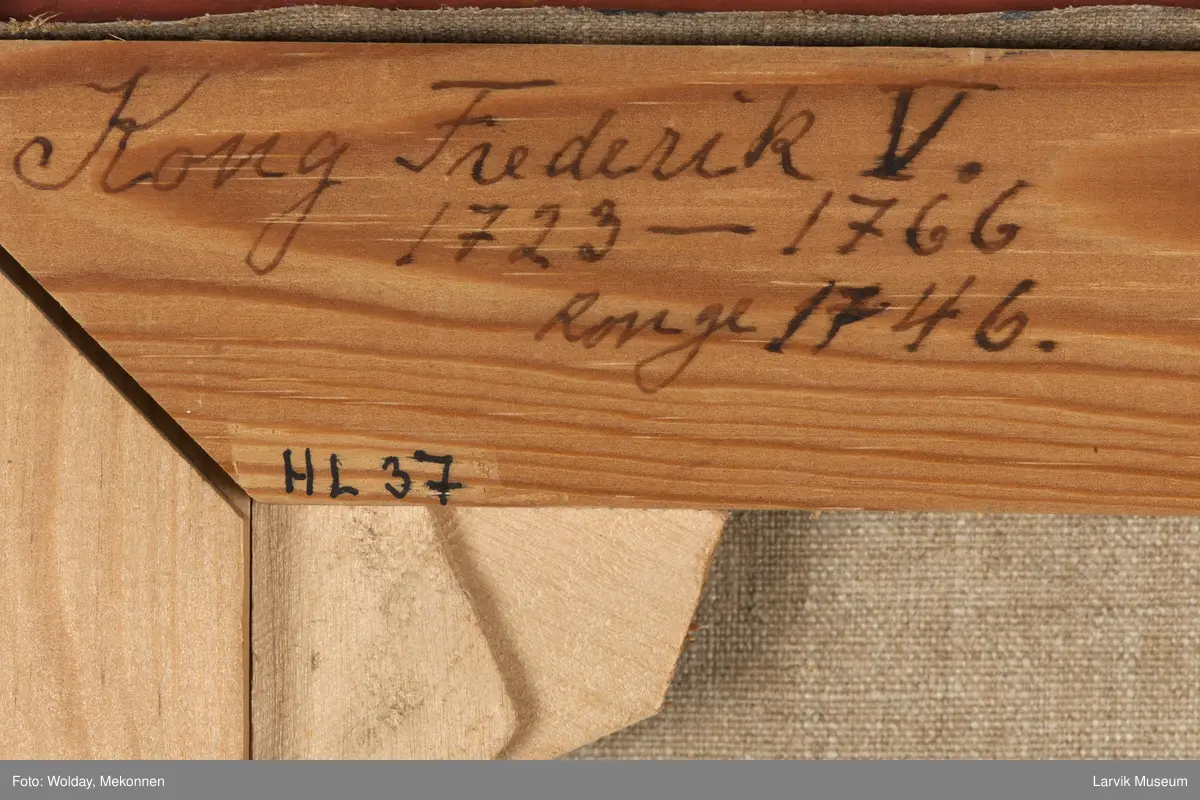 Kong Frederik V.
1723 — 1766
Konge 1746.
HL 37
Foto: Wolday, Mekonnen
Larvik Museum